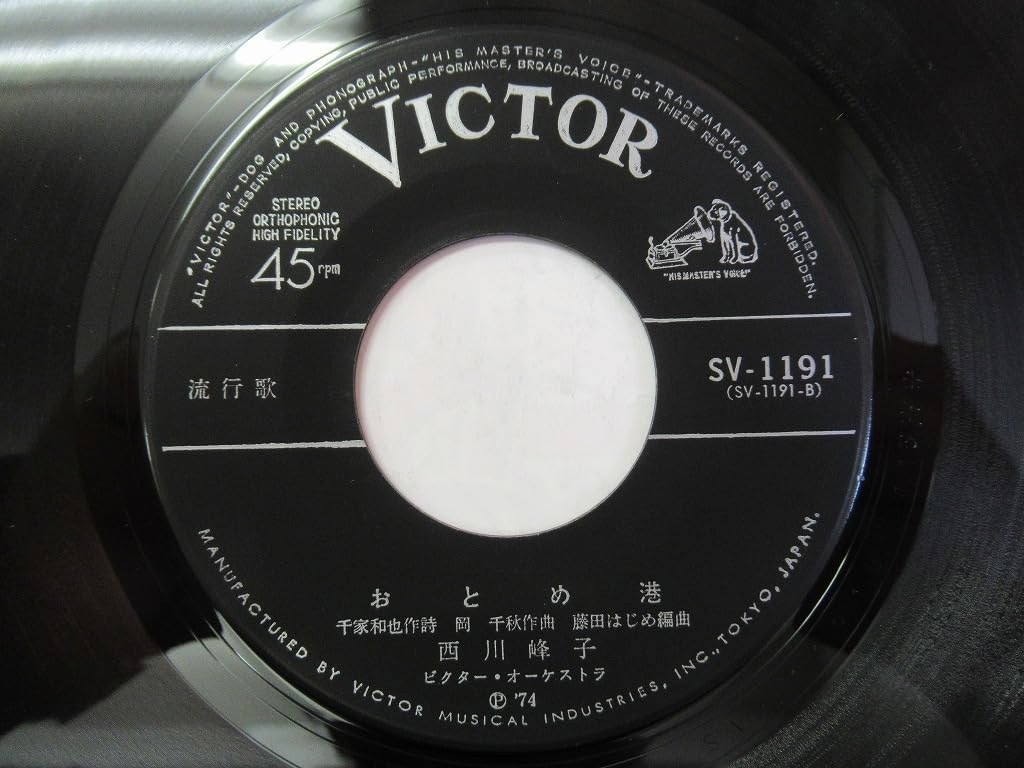 "VICTOR"-DOG AND PHONOGRAPH-"HIS MASTER'S VOICE"-TRADEMARKS REGISTERED.
ALL RIGHTS RESERVED, COPYING, PUBLIC PERFORMANCE, BROADCASTING OF THESE RECORDS ARE FORBIDDEN.
VICTOR
STEREO
ORTHOPHONIC
HIGH FIDELITY
45 rpm
"HIS MASTER'S VOICE"
流行歌
SV-1191
(SV-1191-B)
おとめ港
千家和也作詩 岡 千秋作曲 藤田はじめ編曲
西川峰子
ビクター・オーケストラ
Ⓟ '74
MANUFACTURED BY VICTOR MUSICAL INDUSTRIES, INC., TOKYO, JAPAN.